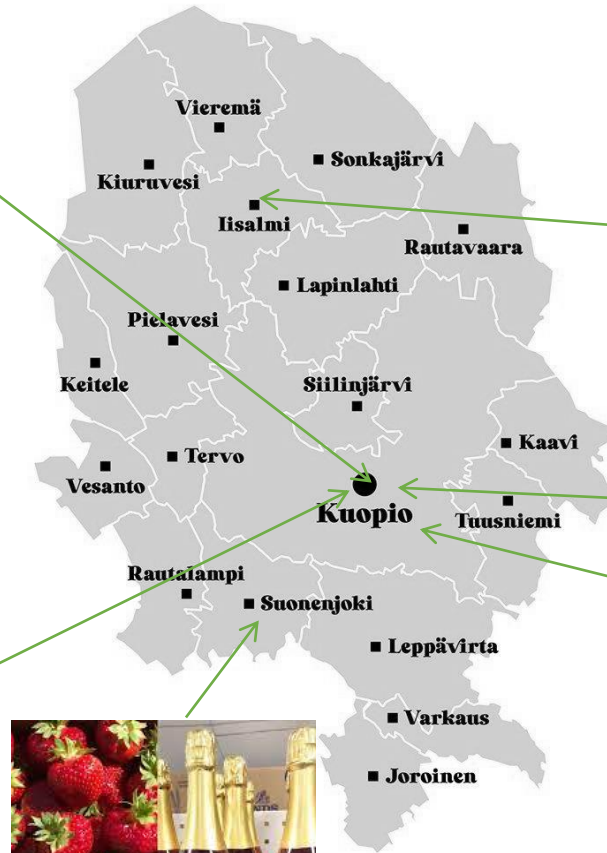 Vieremä
Sonkajärvi
Kiuruvesi
Iisalmi
Rautavaara
Lapinlahti
Pielavesi
Keitele
Siilinjärvi
Kaavi
Tervo
Vesanto
Kuopio
Tuusniemi
Rautalampi
Suonenjoki
Leppävirta
Varkaus
Joroinen